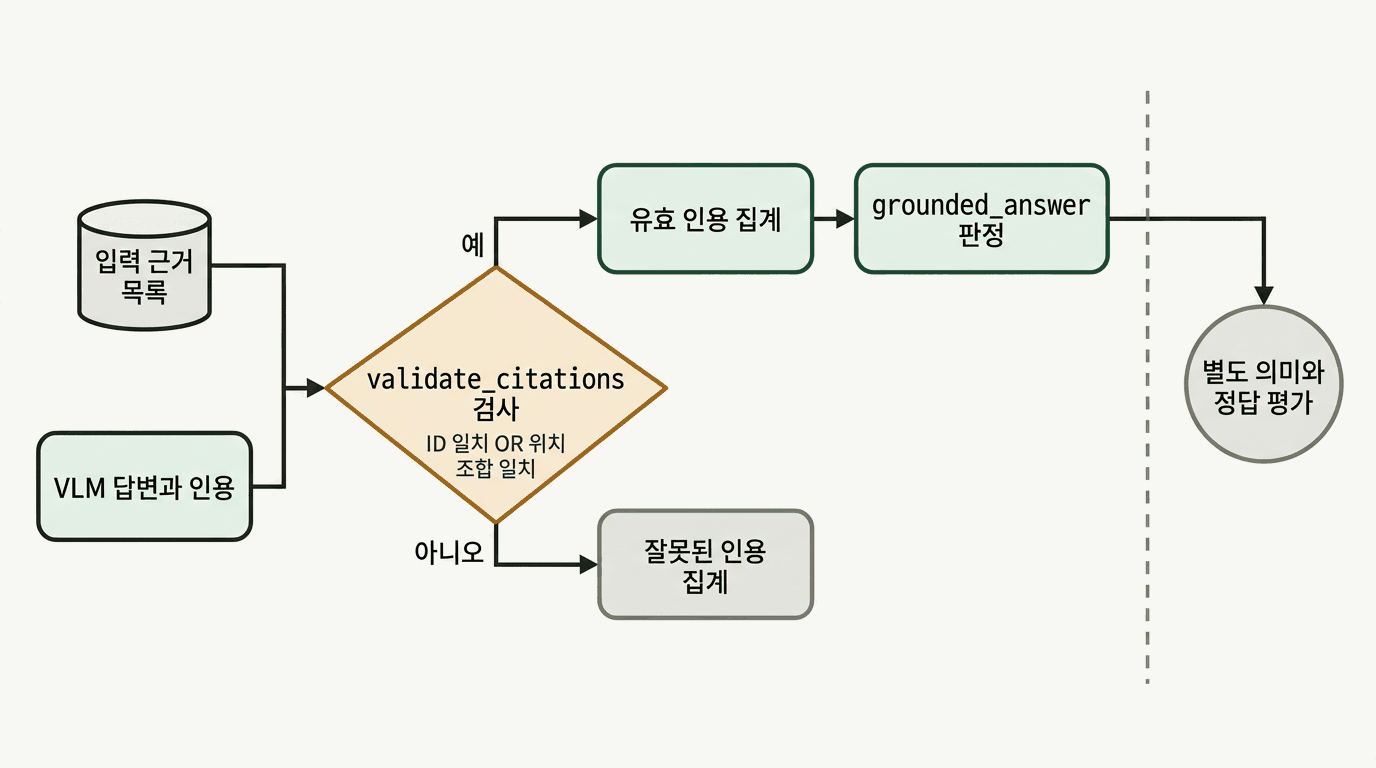 입력 근거
목록
VLM 답변과 인용
validate_citations
검사
ID 일치 OR 위치
조합 일치
예
유효 인용 집계
grounded_answer
판정
아니오
잘못된 인용
집계
별도 의미와
정답 평가